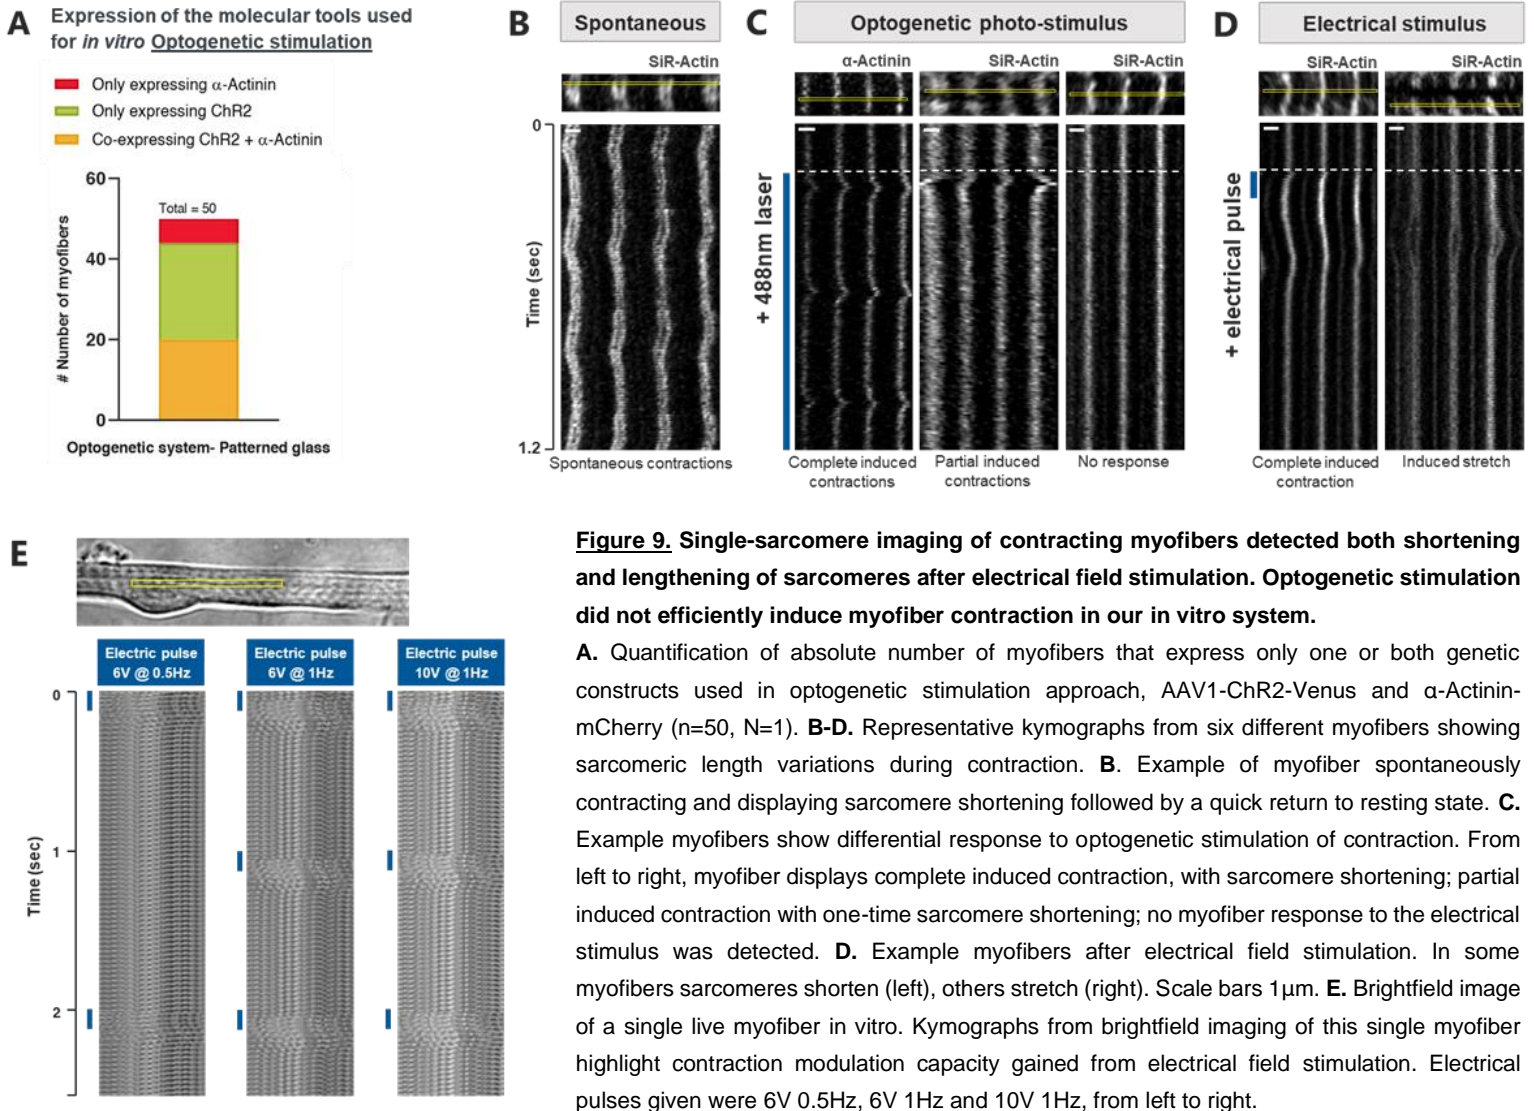 A
Expression of the molecular tools used
for in vitro Optogenetic stimulation
Only expressing α-Actinin
Only expressing ChR2
Co-expressing ChR2 + α-Actinin
# Number of myofibers
60
40
20
0
Total = 50
Optogenetic system- Patterned glass
B
Spontaneous
SiR-Actin
Time (sec)
0
1.2
Spontaneous contractions
C
Optogenetic photo-stimulus
α-Actinin
SiR-Actin
SiR-Actin
+ 488nm laser
Complete induced
contractions
Partial induced
contractions
No response
D
Electrical stimulus
SiR-Actin
SiR-Actin
+ electrical pulse
Complete induced
contraction
Induced stretch
E
Electric pulse
6V @ 0.5Hz
Electric pulse
6V @ 1Hz
Electric pulse
10V @ 1Hz
Time (sec)
0
1
2
Figure 9. Single-sarcomere imaging of contracting myofibers detected both shortening
and lengthening of sarcomeres after electrical field stimulation. Optogenetic stimulation
did not efficiently induce myofiber contraction in our in vitro system.
A. Quantification of absolute number of myofibers that express only one or both genetic
constructs used in optogenetic stimulation approach, AAV1-ChR2-Venus and α-Actinin-
mCherry (n=50, N=1). B-D. Representative kymographs from six different myofibers showing
sarcomeric length variations during contraction. B. Example of myofiber spontaneously
contracting and displaying sarcomere shortening followed by a quick return to resting state. C.
Example myofibers show differential response to optogenetic stimulation of contraction. From
left to right, myofiber displays complete induced contraction, with sarcomere shortening; partial
induced contraction with one-time sarcomere shortening; no myofiber response to the electrical
stimulus was detected. D. Example myofibers after electrical field stimulation. In some
myofibers sarcomeres shorten (left), others stretch (right). Scale bars 1µm. E. Brightfield image
of a single live myofiber in vitro. Kymographs from brightfield imaging of this single myofiber
highlight contraction modulation capacity gained from electrical field stimulation. Electrical
pulses given were 6V 0.5Hz, 6V 1Hz and 10V 1Hz, from left to right.